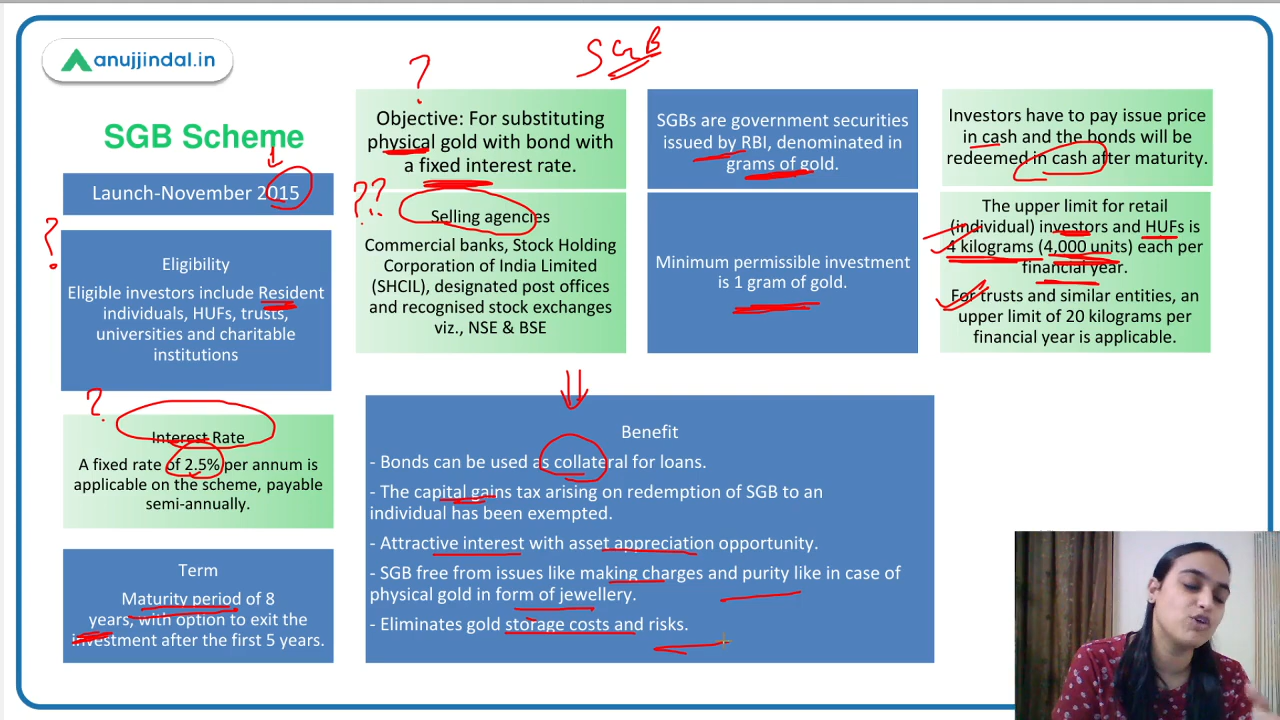 anujjindal.in
SGB
?
SGB Scheme
Launch-November 2015
?
Eligibility
Eligible investors include Resident
individuals, HUFs, trusts,
universities and charitable
institutions
?
Interest Rate
A fixed rate of 2.5% per annum is
applicable on the scheme, payable
semi-annually.
Term
Maturity period of 8
years, with option to exit the
investment after the first 5 years.
Objective: For substituting
physical gold with bond with
a fixed interest rate.
??
Selling agencies
Commercial banks, Stock Holding
Corporation of India Limited
(SHCIL), designated post offices
and recognised stock exchanges
viz., NSE & BSE
SGBs are government securities
issued by RBI, denominated in
grams of gold.
Minimum permissible investment
is 1 gram of gold.
Investors have to pay issue price
in cash and the bonds will be
redeemed in cash after maturity.
The upper limit for retail
(individual) investors and HUFs is
4 kilograms (4,000 units) each per
financial year.
For trusts and similar entities, an
upper limit of 20 kilograms per
financial year is applicable.
Benefit
- Bonds can be used as collateral for loans.
- The capital gains tax arising on redemption of SGB to an
individual has been exempted.
- Attractive interest with asset appreciation opportunity.
- SGB free from issues like making charges and purity like in case of
physical gold in form of jewellery.
- Eliminates gold storage costs and risks.